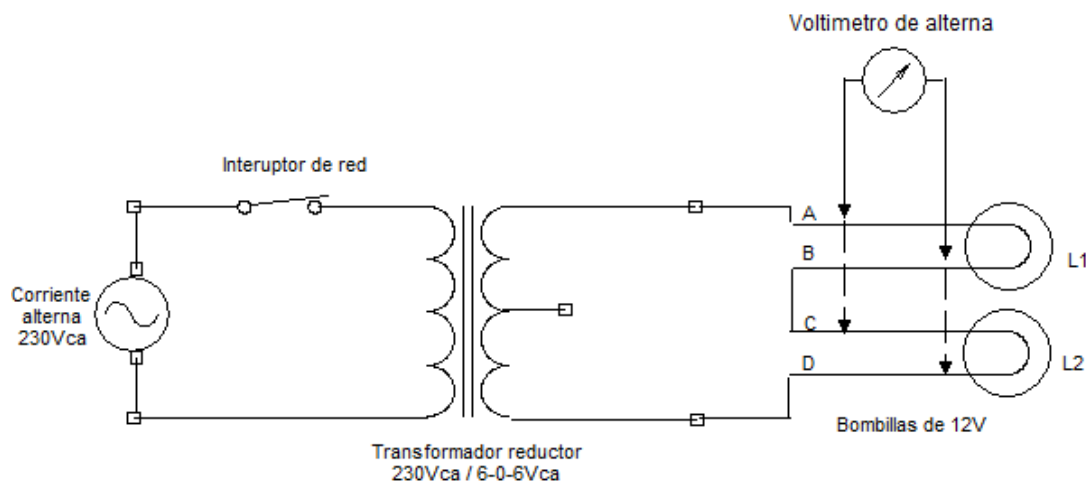 Voltimetro de alterna
Interuptor de red
A
B
L1
Corriente
alterna
230Vca
C
D
L2
Bombillas de 12V
Transformador reductor
230Vca / 6-0-6Vca